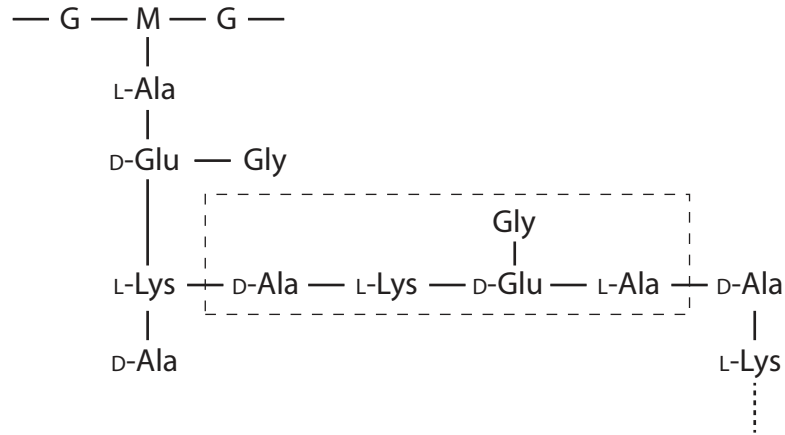 G M G
L-Ala
D-Glu Gly
Gly
L-Lys D-Ala L-Lys D-Glu L-Ala D-Ala
D-Ala L-Lys